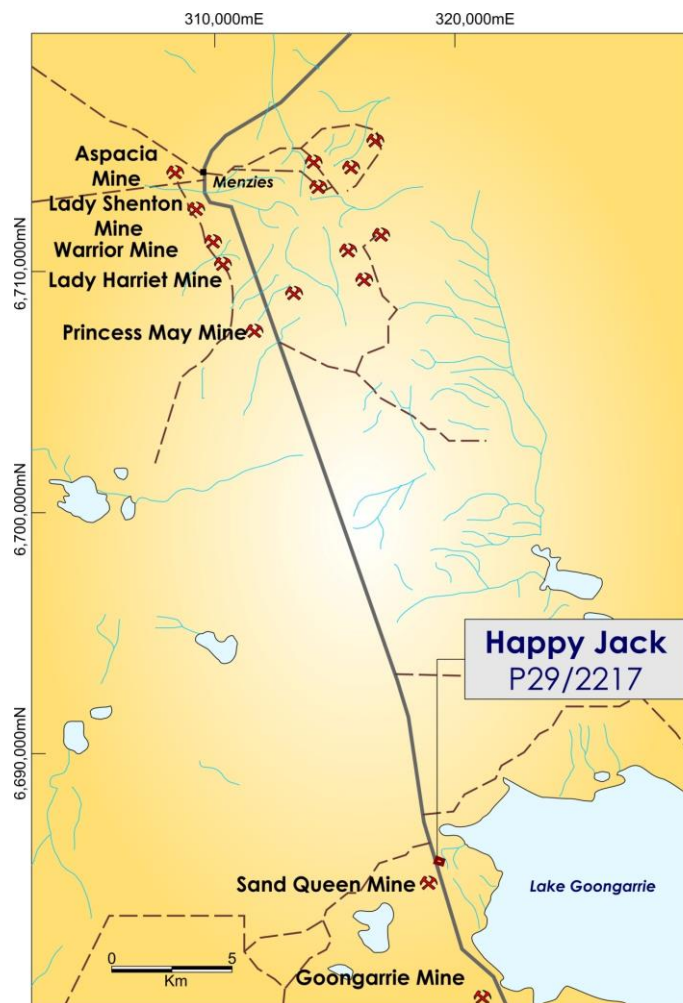 310,000mE
320,000mE
Aspacia
Mine
Menzies
Lady Shenton
Mine
Warrior Mine
6,710,000mN
Lady Harriet Mine
Princess May Mine
6,700,000mN
Happy Jack
P29/2217
6,690,000mN
Sand Queen Mine
Lake Goongarrie
0 5
Km
Goongarrie Mine